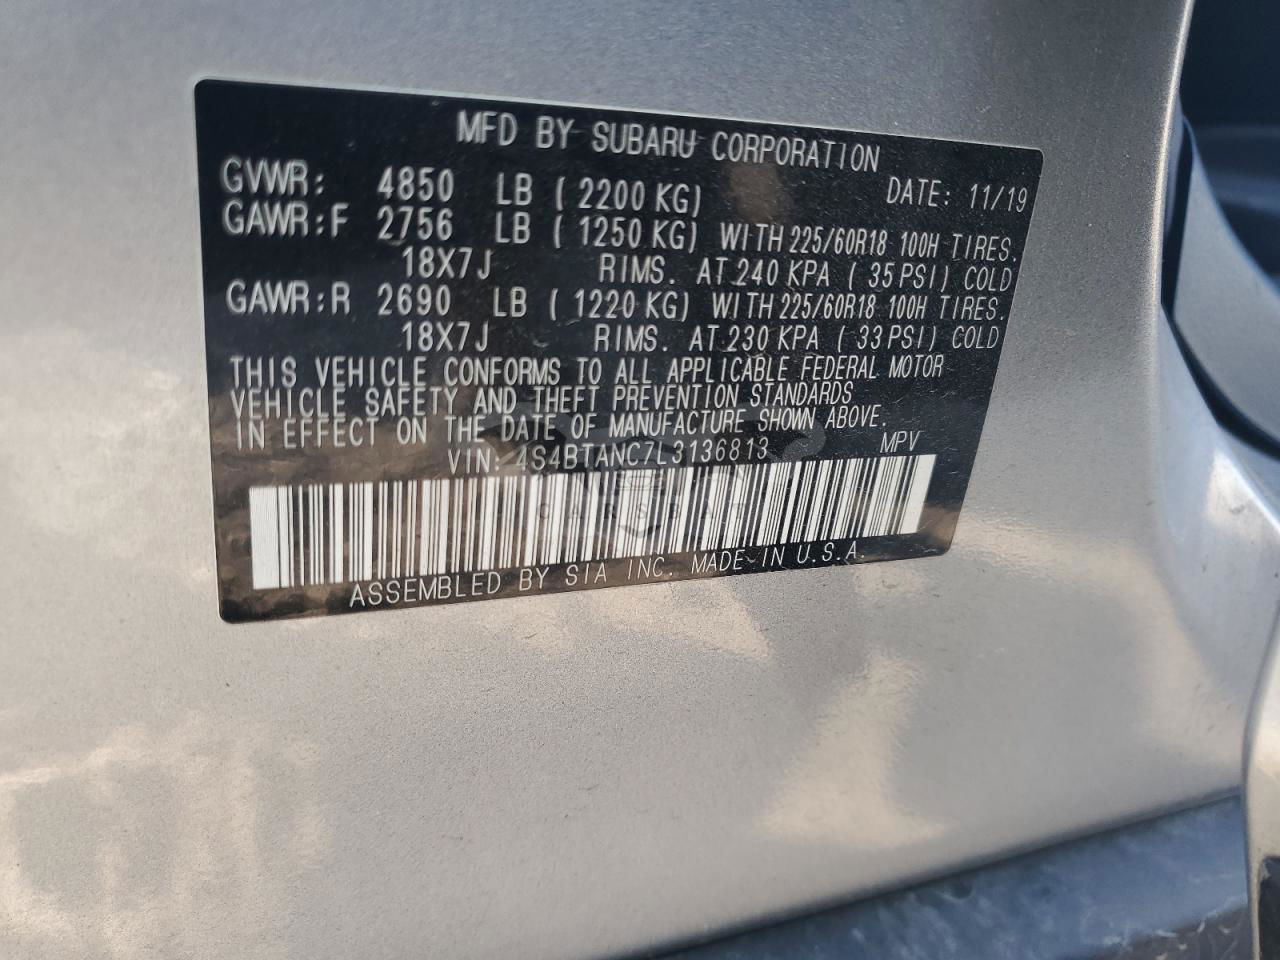 MFD BY SUBARU CORPORATION
GVWR: 4850 LB ( 2200 KG) DATE: 11/19
GAWR:F 2756 LB ( 1250 KG) WITH 225/60R18 100H TIRES.
18X7J RIMS. AT 240 KPA ( 35 PSI) COLD
GAWR:R 2690 LB ( 1220 KG) WITH 225/60R18 100H TIRES.
18X7J RIMS. AT 230 KPA ( 33 PSI) COLD
THIS VEHICLE CONFORMS TO ALL APPLICABLE FEDERAL MOTOR
VEHICLE SAFETY AND THEFT PREVENTION STANDARDS
IN EFFECT ON THE DATE OF MANUFACTURE SHOWN ABOVE.
VIN: 4S4BTANC7L3136813 MPV
ASSEMBLED BY SIA INC. MADE IN U.S.A.